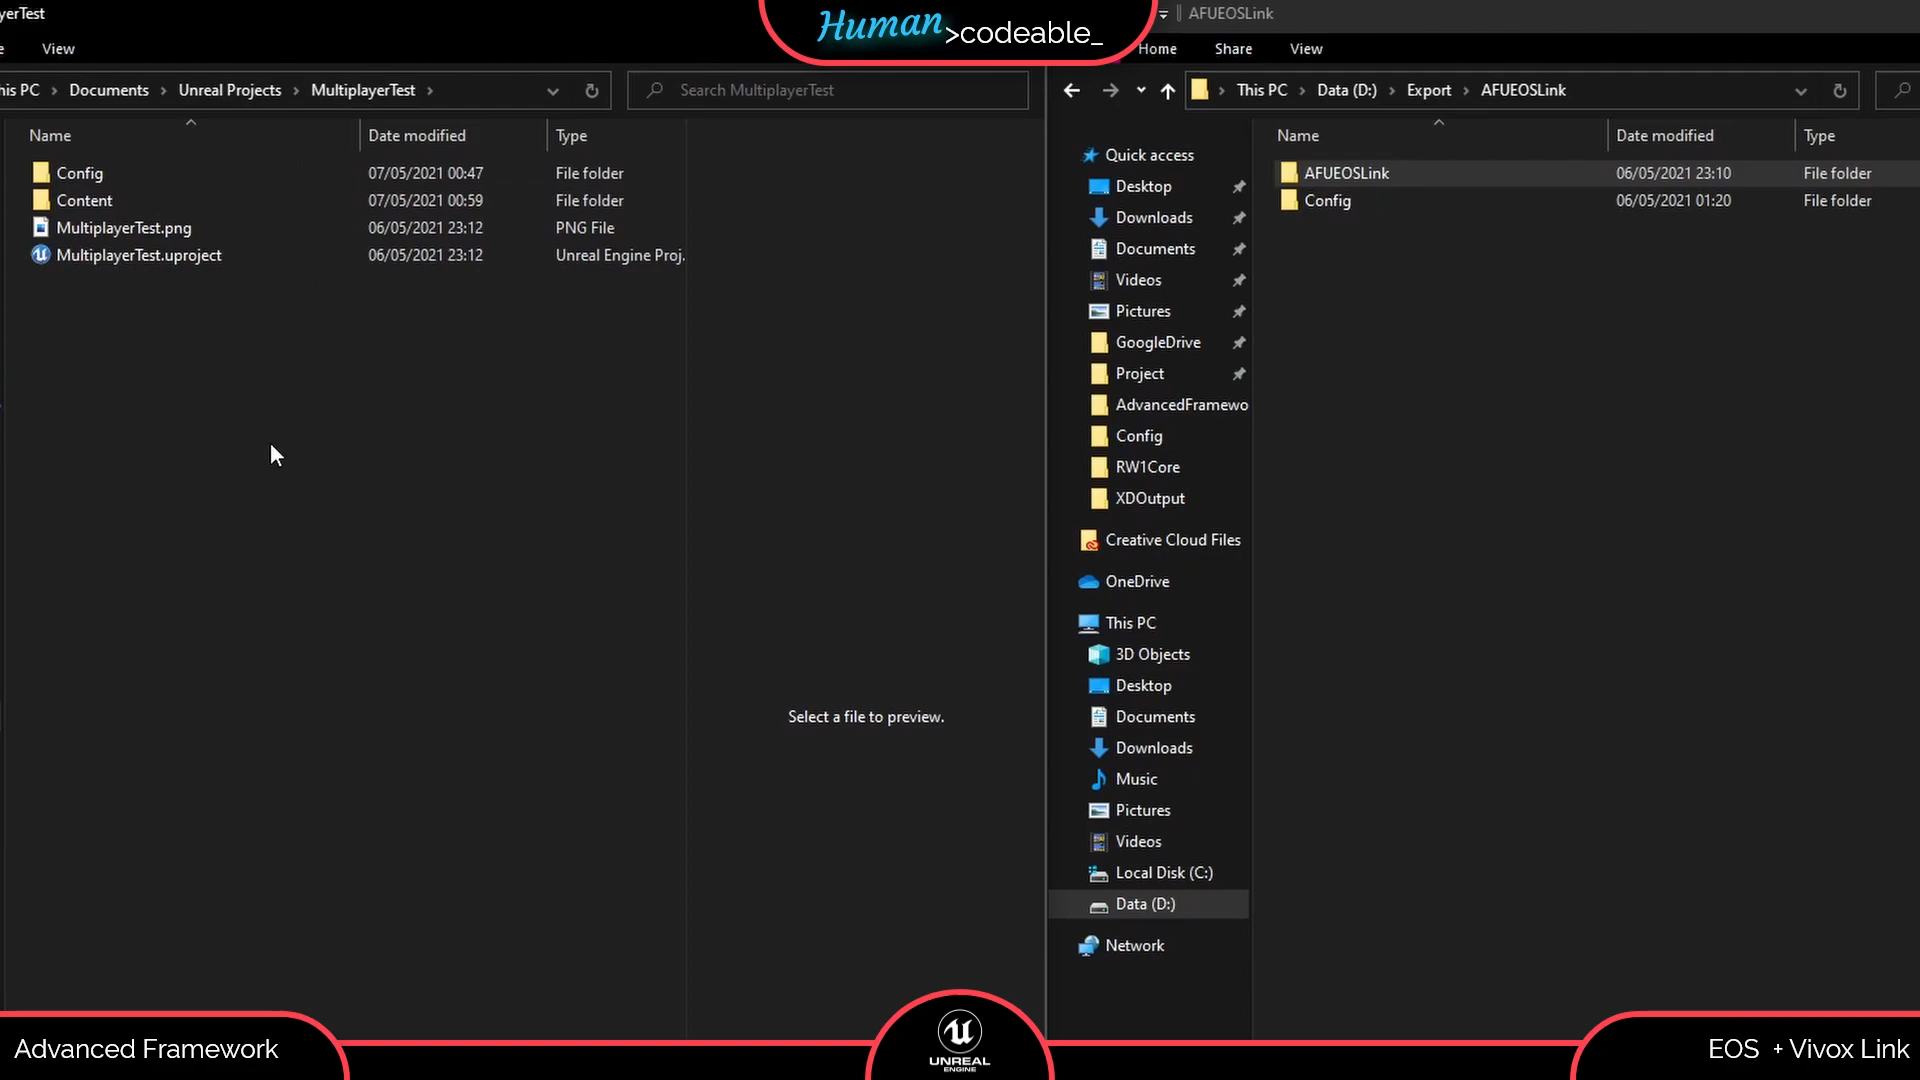 Human >codeable_
yerTest
View
his PC > Documents > Unreal Projects > MultiplayerTest >
Search MultiplayerTest
Name Date modified Type
Config 07/05/2021 00:47 File folder
Content 07/05/2021 00:59 File folder
MultiplayerTest.png 06/05/2021 23:12 PNG File
MultiplayerTest.uproject 06/05/2021 23:12 Unreal Engine Proj.
Select a file to preview.
AFUEOSLink
Home Share View
> This PC > Data (D:) > Export > AFUEOSLink
Quick access
Desktop
Downloads
Documents
Videos
Pictures
GoogleDrive
Project
AdvancedFramewo
Config
RW1Core
XDOutput
Creative Cloud Files
OneDrive
This PC
3D Objects
Desktop
Documents
Downloads
Music
Pictures
Videos
Local Disk (C:)
Data (D:)
Network
Name Date modified Type
AFUEOSLink 06/05/2021 23:10 File folder
Config 06/05/2021 01:20 File folder
Advanced Framework
UNREAL
ENGINE
EOS + Vivox Link